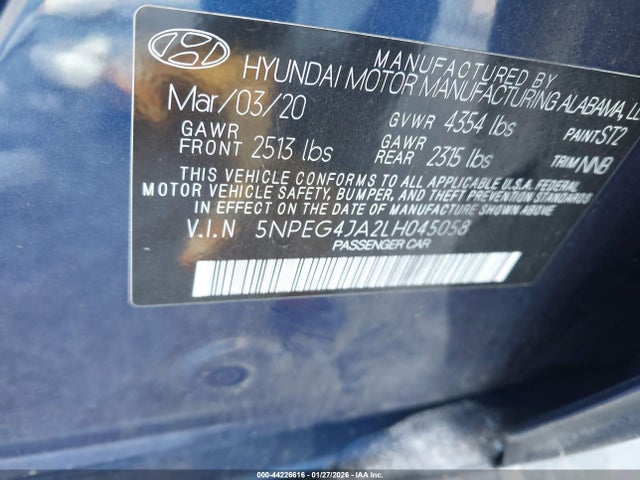 MANUFACTURED BY
HYUNDAI MOTOR MANUFACTURING ALABAMA, LL
Mar/03/20 GVWR 4354 lbs PAINT ST2
GAWR FRONT 2513 lbs GAWR REAR 2315 lbs TRIM NNB
THIS VEHICLE CONFORMS TO ALL APPLICABLE U.S.A. FEDERAL
MOTOR VEHICLE SAFETY, BUMPER, AND THEFT PREVENTION STANDARDS
IN EFFECT ON THE DATE OF MANUFACTURE SHOWN ABOVE
V.I.N 5NPEG4JA2LH045058
PASSENGER CAR
000-44226616 - 01/27/2026 - IAA, Inc.